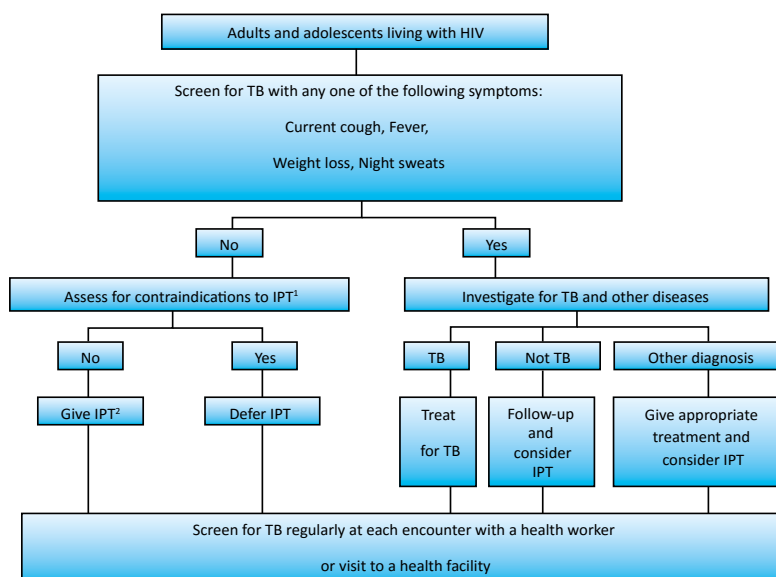 Adults and adolescents living with HIV
Screen for TB with any one of the following symptoms:
Current cough, Fever,
Weight loss, Night sweats
No
Yes
Assess for contraindications to IPT¹
Investigate for TB and other diseases
No
Yes
TB
Not TB
Other diagnosis
Give IPT²
Defer IPT
Treat
for TB
Follow-up
and
consider
IPT
Give appropriate
treatment and
consider IPT
Screen for TB regularly at each encounter with a health worker
or visit to a health facility